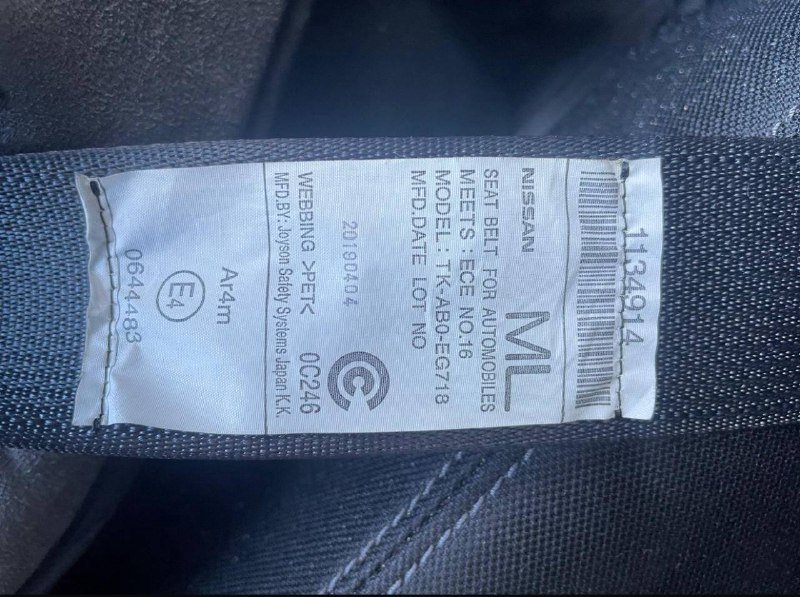 1134914
NISSAN
ML
SEAT BELT FOR AUTOMOBILES
MEETS : ECE NO.16
MODEL : TK-AB0-EG718
MFD.DATE LOT NO
20190404
WEBBING >PET< 0C246
MFD.BY: Joyson Safety Systems Japan K.K.
Ar4m
E4
0644483